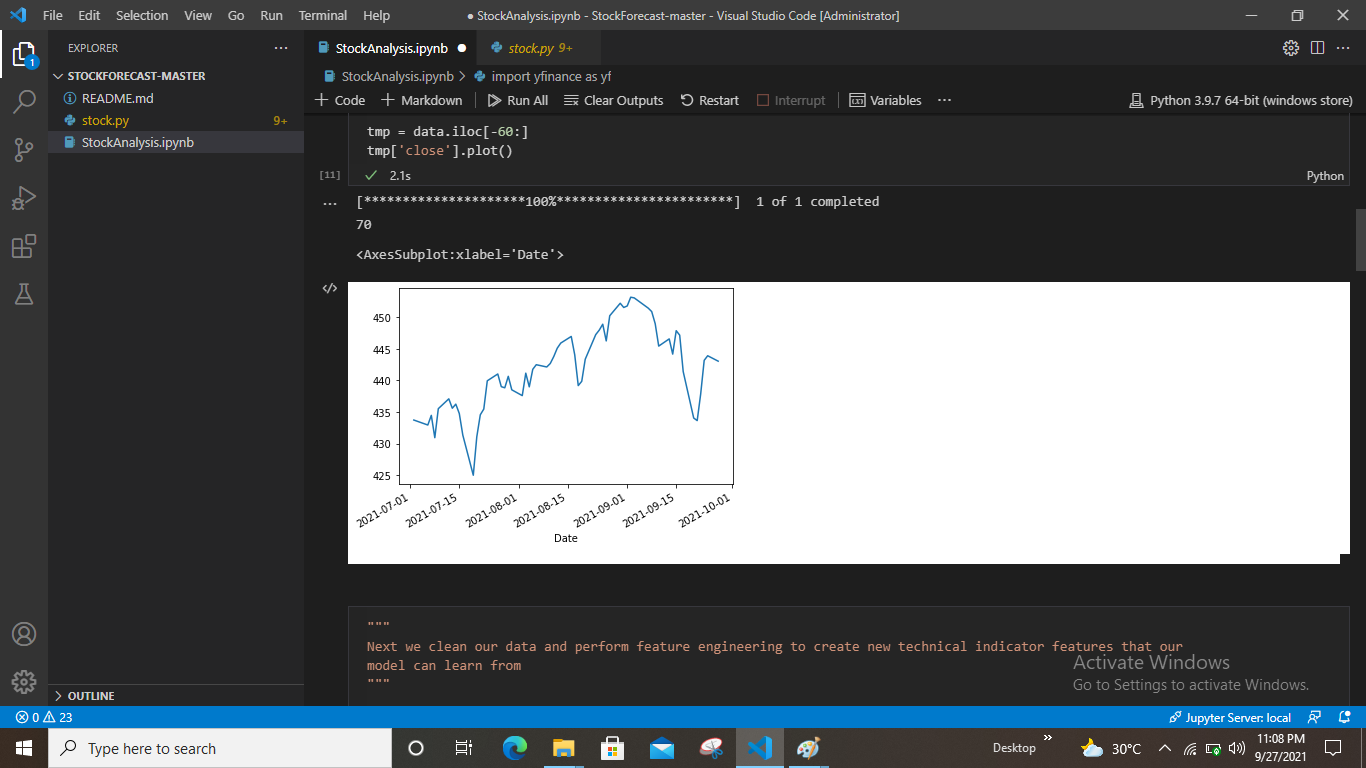 File Edit Selection View Go Run Terminal Help
● StockAnalysis.ipynb - StockForecast-master - Visual Studio Code [Administrator]
EXPLORER
STOCKFORECAST-MASTER
README.md
stock.py 9+
StockAnalysis.ipynb
OUTLINE
1
StockAnalysis.ipynb ●
stock.py 9+
StockAnalysis.ipynb > import yfinance as yf
+ Code + Markdown Run All Clear Outputs Restart Interrupt Variables ...
Python 3.9.7 64-bit (windows store)
tmp = data.iloc[-60:]
tmp['close'].plot()
[11] ✓ 2.1s Python
[*********************100%***********************]  1 of 1 completed
70
<AxesSubplot:xlabel='Date'>
450
445
440
435
430
425
2021-07-01
2021-07-15
2021-08-01
2021-08-15
2021-09-01
2021-09-15
2021-10-01
Date
"""
Next we clean our data and perform feature engineering to create new technical indicator features that our
model can learn from
"""
Activate Windows
Go to Settings to activate Windows.
0 23
Jupyter Server: local
Type here to search
Desktop
30°C
11:08 PM
9/27/2021